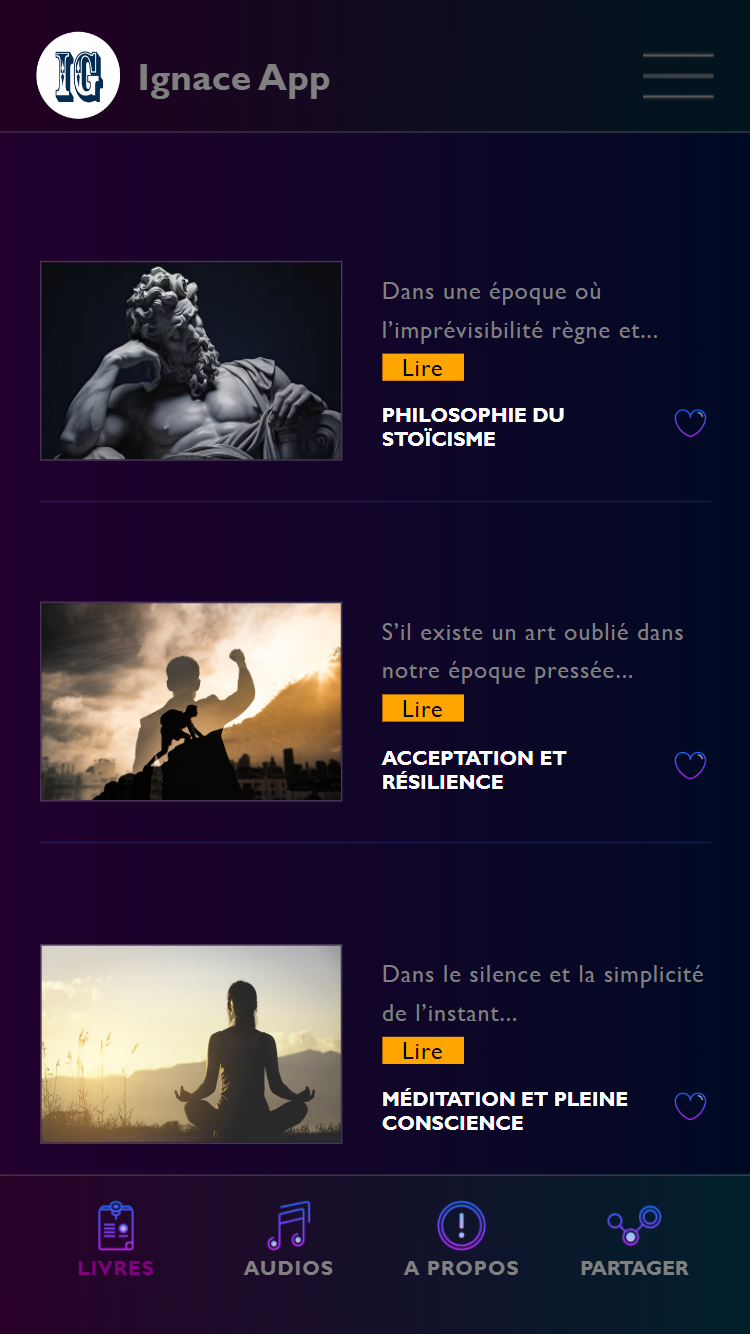 IG
Ignace App
Dans une époque où
l'imprévisibilité règne et...
Lire
PHILOSOPHIE DU
STOÏCISME
S'il existe un art oublié dans
notre époque pressée...
Lire
ACCEPTATION ET
RÉSILIENCE
Dans le silence et la simplicité
de l'instant...
Lire
MÉDITATION ET PLEINE
CONSCIENCE
LIVRES
AUDIOS
A PROPOS
PARTAGER